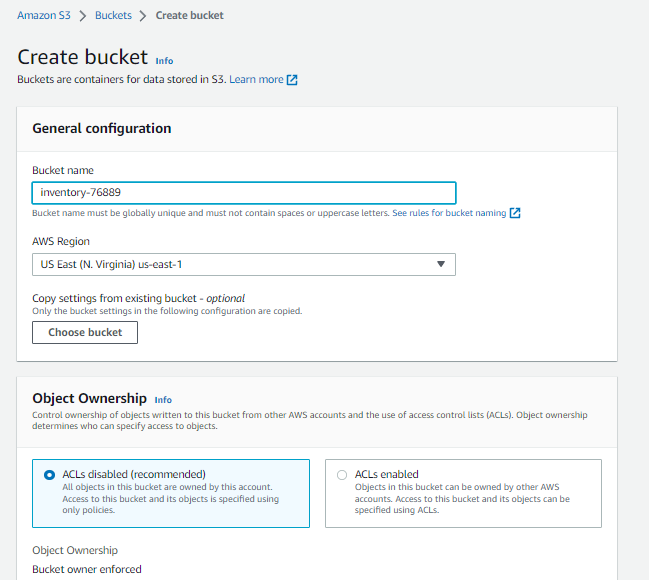 Amazon S3 > Buckets > Create bucket
Create bucket Info
Buckets are containers for data stored in S3. Learn more
General configuration
Bucket name
inventory-76889
Bucket name must be globally unique and must not contain spaces or uppercase letters. See rules for bucket naming
AWS Region
US East (N. Virginia) us-east-1
Copy settings from existing bucket - optional
Only the bucket settings in the following configuration are copied.
Choose bucket
Object Ownership Info
Control ownership of objects written to this bucket from other AWS accounts and the use of access control lists (ACLs). Object ownership
determines who can specify access to objects.
ACLs disabled (recommended)
All objects in this bucket are owned by this account.
Access to this bucket and its objects is specified using
only policies.
ACLs enabled
Objects in this bucket can be owned by other AWS
accounts. Access to this bucket and its objects can be
specified using ACLs.
Object Ownership
Bucket owner enforced